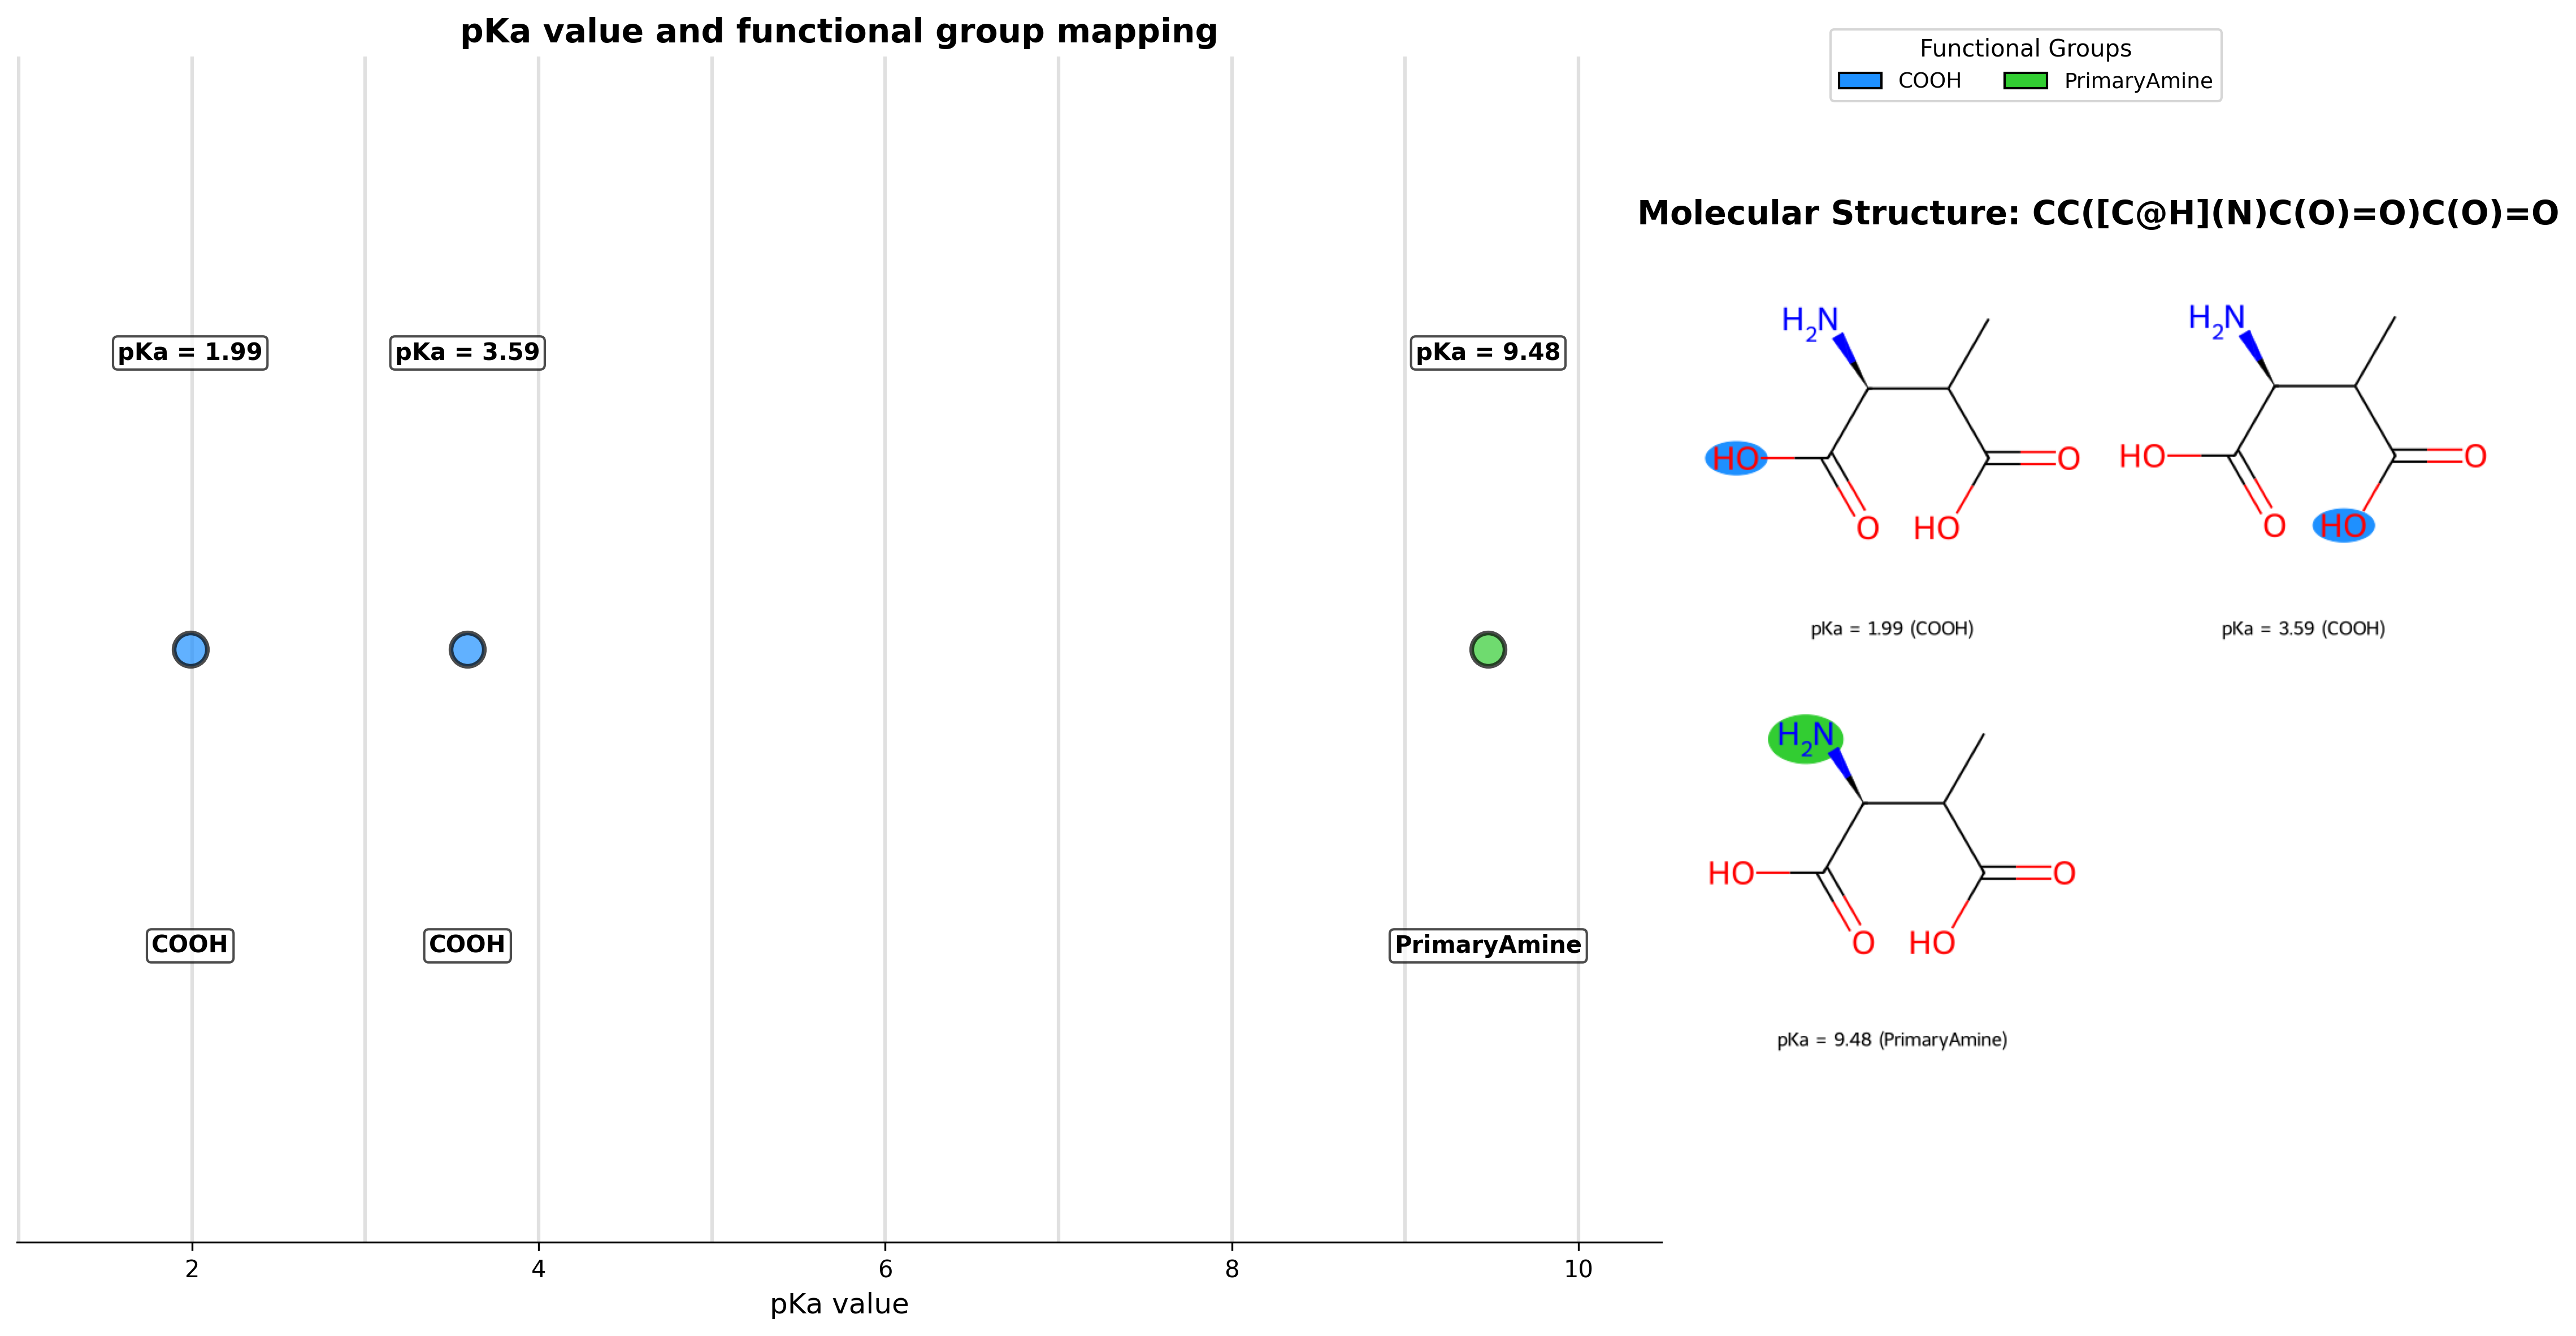 pKa value and functional group mapping
pKa = 1.99
pKa = 3.59
pKa = 9.48
COOH
COOH
PrimaryAmine
2
4
6
8
10
pKa value
Functional Groups
COOH
PrimaryAmine
Molecular Structure: CC([C@H](N)C(O)=O)C(O)=O
H2N
HO
O
HO
O
pKa = 1.99 (COOH)
H2N
HO
O
HO
O
pKa = 3.59 (COOH)
H2N
HO
O
HO
O
pKa = 9.48 (PrimaryAmine)